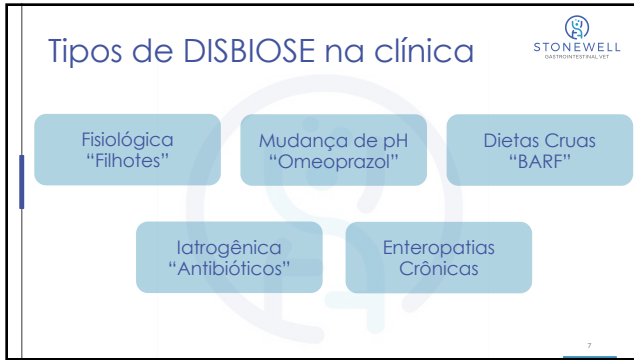 Tipos de DISBIOSE na clínica
STONEWELL
GASTROINTESTINAL VET
Fisiológica
“Filhotes”
Mudança de pH
“Omeoprazol”
Dietas Cruas
“BARF”
Iatrogênica
“Antibióticos”
Enteropatias
Crônicas
7